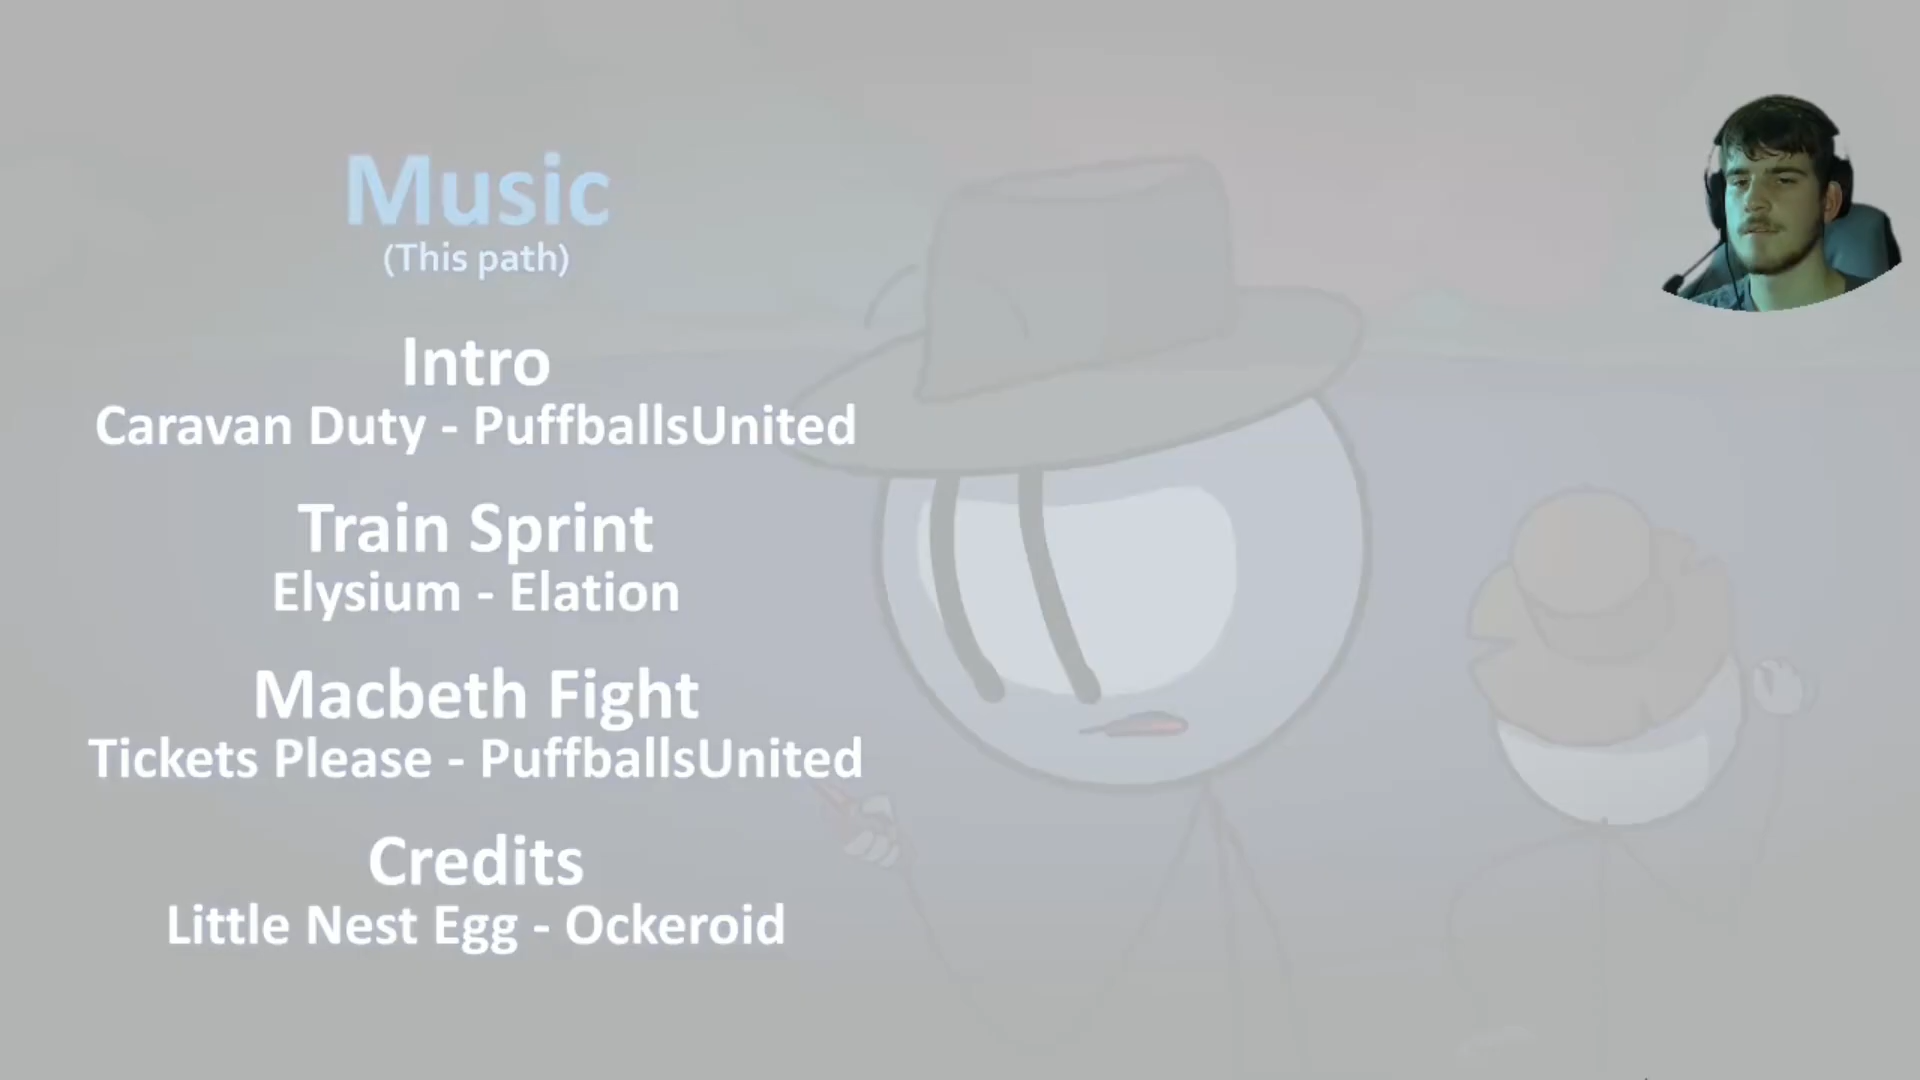 Music
(This path)
Intro
Caravan Duty - PuffballsUnited
Train Sprint
Elysium - Elation
Macbeth Fight
Tickets Please - PuffballsUnited
Credits
Little Nest Egg - Ockeroid